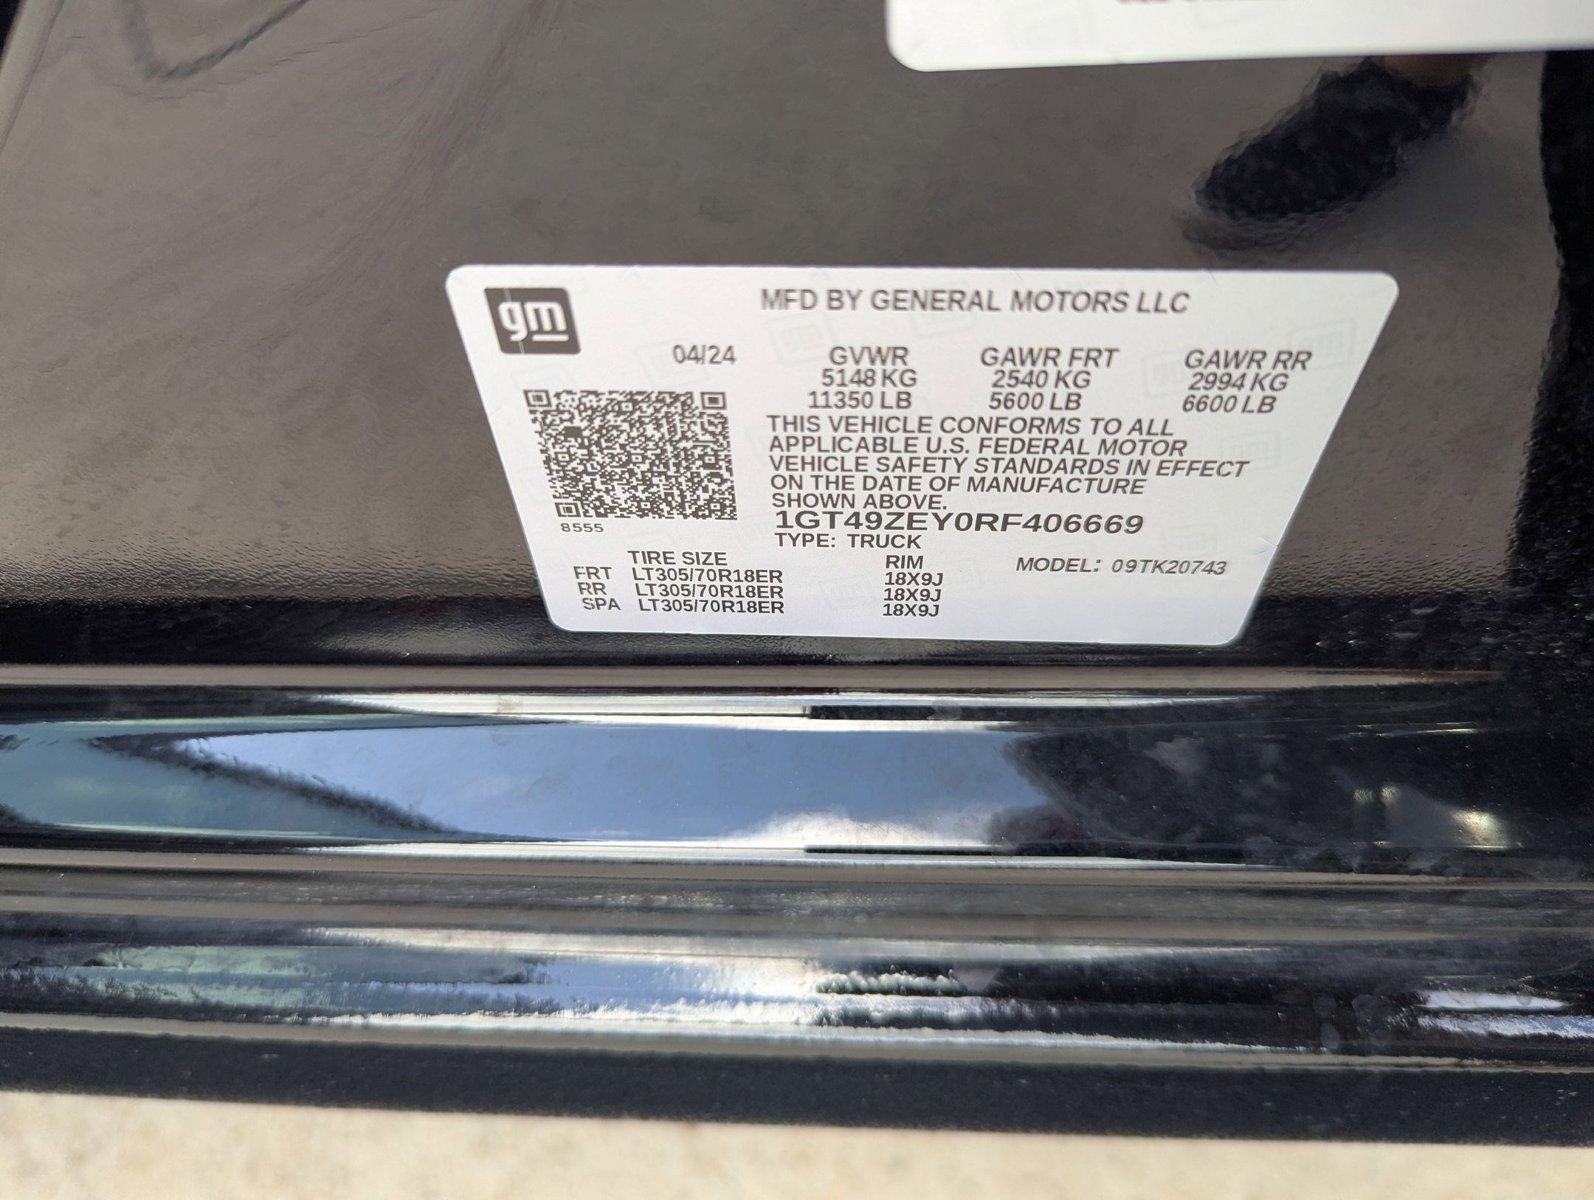 gm
MFD BY GENERAL MOTORS LLC
04/24 GVWR GAWR FRT GAWR RR
5148 KG 2540 KG 2994 KG
11350 LB 5600 LB 6600 LB
THIS VEHICLE CONFORMS TO ALL
APPLICABLE U.S. FEDERAL MOTOR
VEHICLE SAFETY STANDARDS IN EFFECT
ON THE DATE OF MANUFACTURE
SHOWN ABOVE.
8555
1GT49ZEY0RF406669
TYPE: TRUCK
TIRE SIZE RIM MODEL: 09TK20743
FRT LT305/70R18ER 18X9J
RR LT305/70R18ER 18X9J
SPA LT305/70R18ER 18X9J